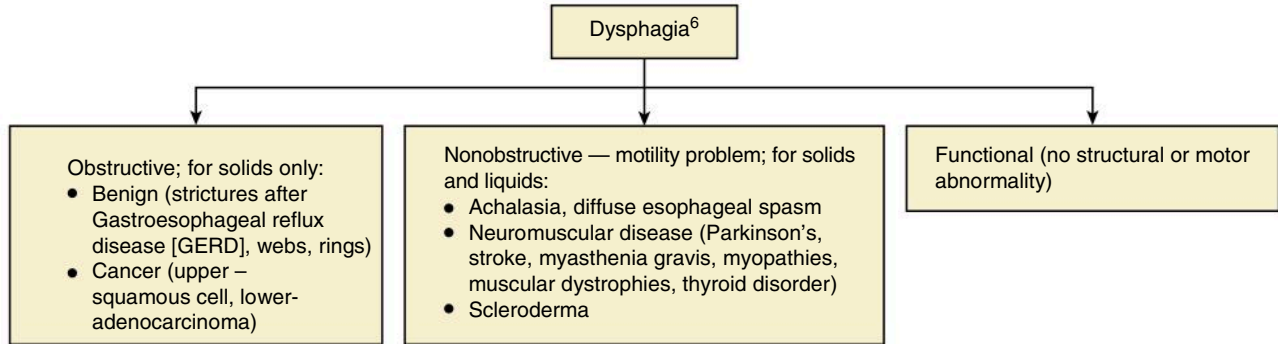 Dysphagia6
Obstructive; for solids only:
● Benign (strictures after
Gastroesophageal reflux
disease [GERD], webs, rings)
● Cancer (upper –
squamous cell, lower-
adenocarcinoma)
Nonobstructive — motility problem; for solids
and liquids:
● Achalasia, diffuse esophageal spasm
● Neuromuscular disease (Parkinson's,
stroke, myasthenia gravis, myopathies,
muscular dystrophies, thyroid disorder)
● Scleroderma
Functional (no structural or motor
abnormality)